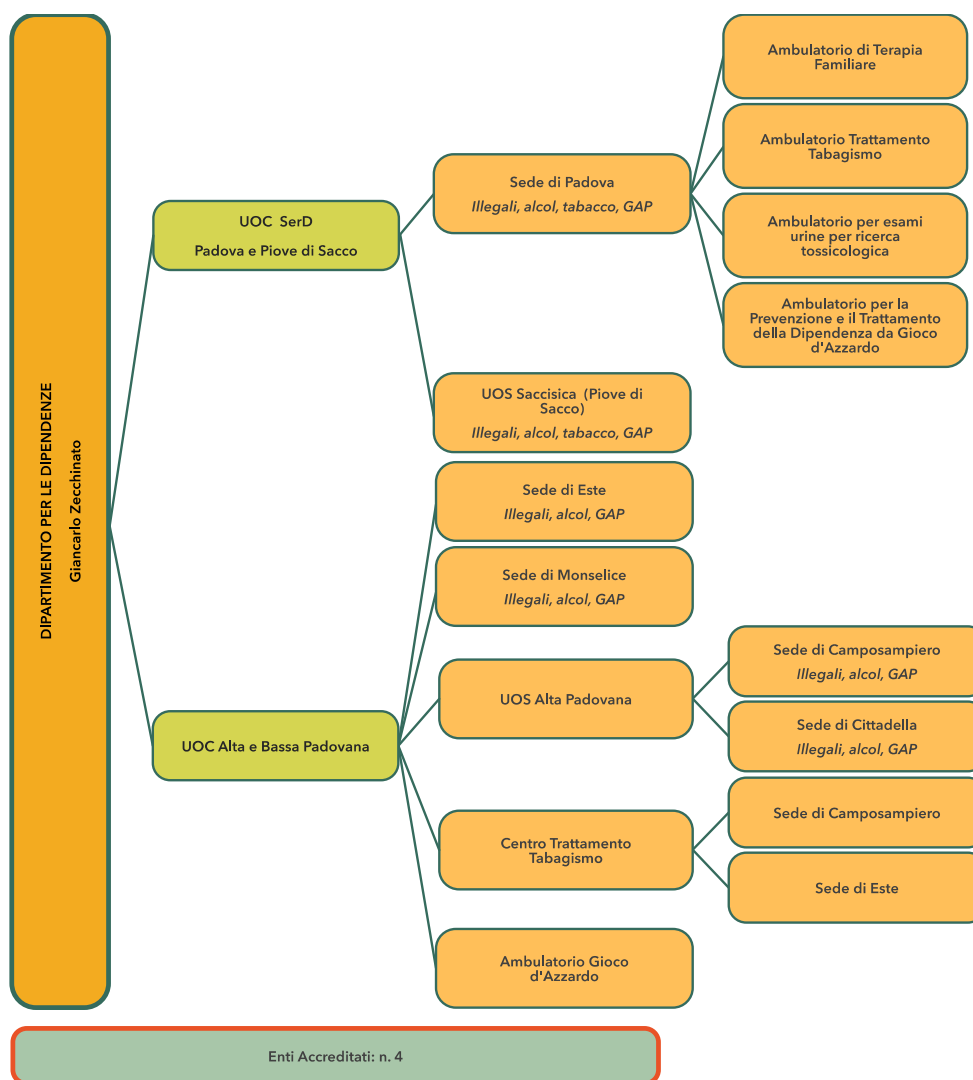 DIPARTIMENTO PER LE DIPENDENZE
Giancarlo Zecchinato
UOC SerD
Padova e Piove di Sacco
Sede di Padova
Illegali, alcol, tabacco, GAP
Ambulatorio di Terapia
Familiare
Ambulatorio Trattamento
Tabagismo
Ambulatorio per esami
urine per ricerca
tossicologica
Ambulatorio per la
Prevenzione e il Trattamento
della Dipendenza da Gioco
d'Azzardo
UOS Saccisica (Piove di
Sacco)
Illegali, alcol, tabacco, GAP
UOC Alta e Bassa Padovana
Sede di Este
Illegali, alcol, GAP
Sede di Monselice
Illegali, alcol, GAP
UOS Alta Padovana
Sede di Camposampiero
Illegali, alcol, GAP
Sede di Cittadella
Illegali, alcol, GAP
Centro Trattamento
Tabagismo
Sede di Camposampiero
Sede di Este
Ambulatorio Gioco
d'Azzardo
Enti Accreditati: n. 4